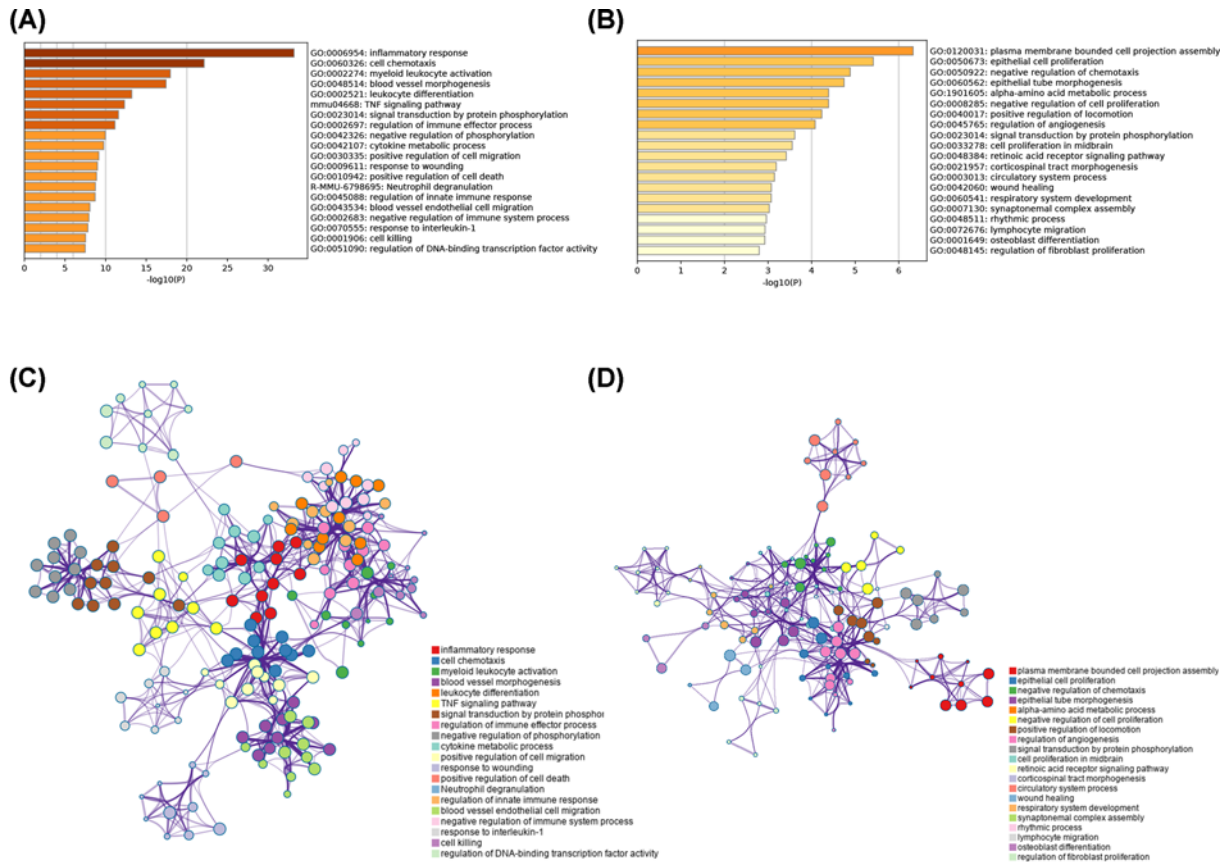 (A)
GO:0006954: inflammatory response
GO:0060326: cell chemotaxis
GO:0002274: myeloid leukocyte activation
GO:0048514: blood vessel morphogenesis
GO:0002521: leukocyte differentiation
mmu04668: TNF signaling pathway
GO:0023014: signal transduction by protein phosphorylation
GO:0002697: regulation of immune effector process
GO:0042326: negative regulation of phosphorylation
GO:0042107: cytokine metabolic process
GO:0030335: positive regulation of cell migration
GO:0009611: response to wounding
GO:0010942: positive regulation of cell death
R-MMU-6798695: Neutrophil degranulation
GO:0045088: regulation of innate immune response
GO:0043534: blood vessel endothelial cell migration
GO:0002683: negative regulation of immune system process
GO:0070555: response to interleukin-1
GO:0001906: cell killing
GO:0051090: regulation of DNA-binding transcription factor activity
0 5 10 15 20 25 30
-log10(P)
(B)
GO:0120031: plasma membrane bounded cell projection assembly
GO:0050673: epithelial cell proliferation
GO:0050922: negative regulation of chemotaxis
GO:0060562: epithelial tube morphogenesis
GO:1901605: alpha-amino acid metabolic process
GO:0008285: negative regulation of cell proliferation
GO:0040017: positive regulation of locomotion
GO:0045765: regulation of angiogenesis
GO:0023014: signal transduction by protein phosphorylation
GO:0033278: cell proliferation in midbrain
GO:0048384: retinoic acid receptor signaling pathway
GO:0021957: corticospinal tract morphogenesis
GO:0003013: circulatory system process
GO:0042060: wound healing
GO:0060541: respiratory system development
GO:0007130: synaptonemal complex assembly
GO:0048511: rhythmic process
GO:0072676: lymphocyte migration
GO:0001649: osteoblast differentiation
GO:0048145: regulation of fibroblast proliferation
0 1 2 3 4 5 6
-log10(P)
(C)
inflammatory response
cell chemotaxis
myeloid leukocyte activation
blood vessel morphogenesis
leukocyte differentiation
TNF signaling pathway
signal transduction by protein phosphor
regulation of immune effector process
negative regulation of phosphorylation
cytokine metabolic process
positive regulation of cell migration
response to wounding
positive regulation of cell death
Neutrophil degranulation
regulation of innate immune response
blood vessel endothelial cell migration
negative regulation of immune system process
response to interleukin-1
cell killing
regulation of DNA-binding transcription factor activity
(D)
plasma membrane bounded cell projection assembly
epithelial cell proliferation
negative regulation of chemotaxis
epithelial tube morphogenesis
alpha-amino acid metabolic process
negative regulation of cell proliferation
positive regulation of locomotion
regulation of angiogenesis
signal transduction by protein phosphorylation
cell proliferation in midbrain
retinoic acid receptor signaling pathway
corticospinal tract morphogenesis
circulatory system process
wound healing
respiratory system development
synaptonemal complex assembly
rhythmic process
lymphocyte migration
osteoblast differentiation
regulation of fibroblast proliferation